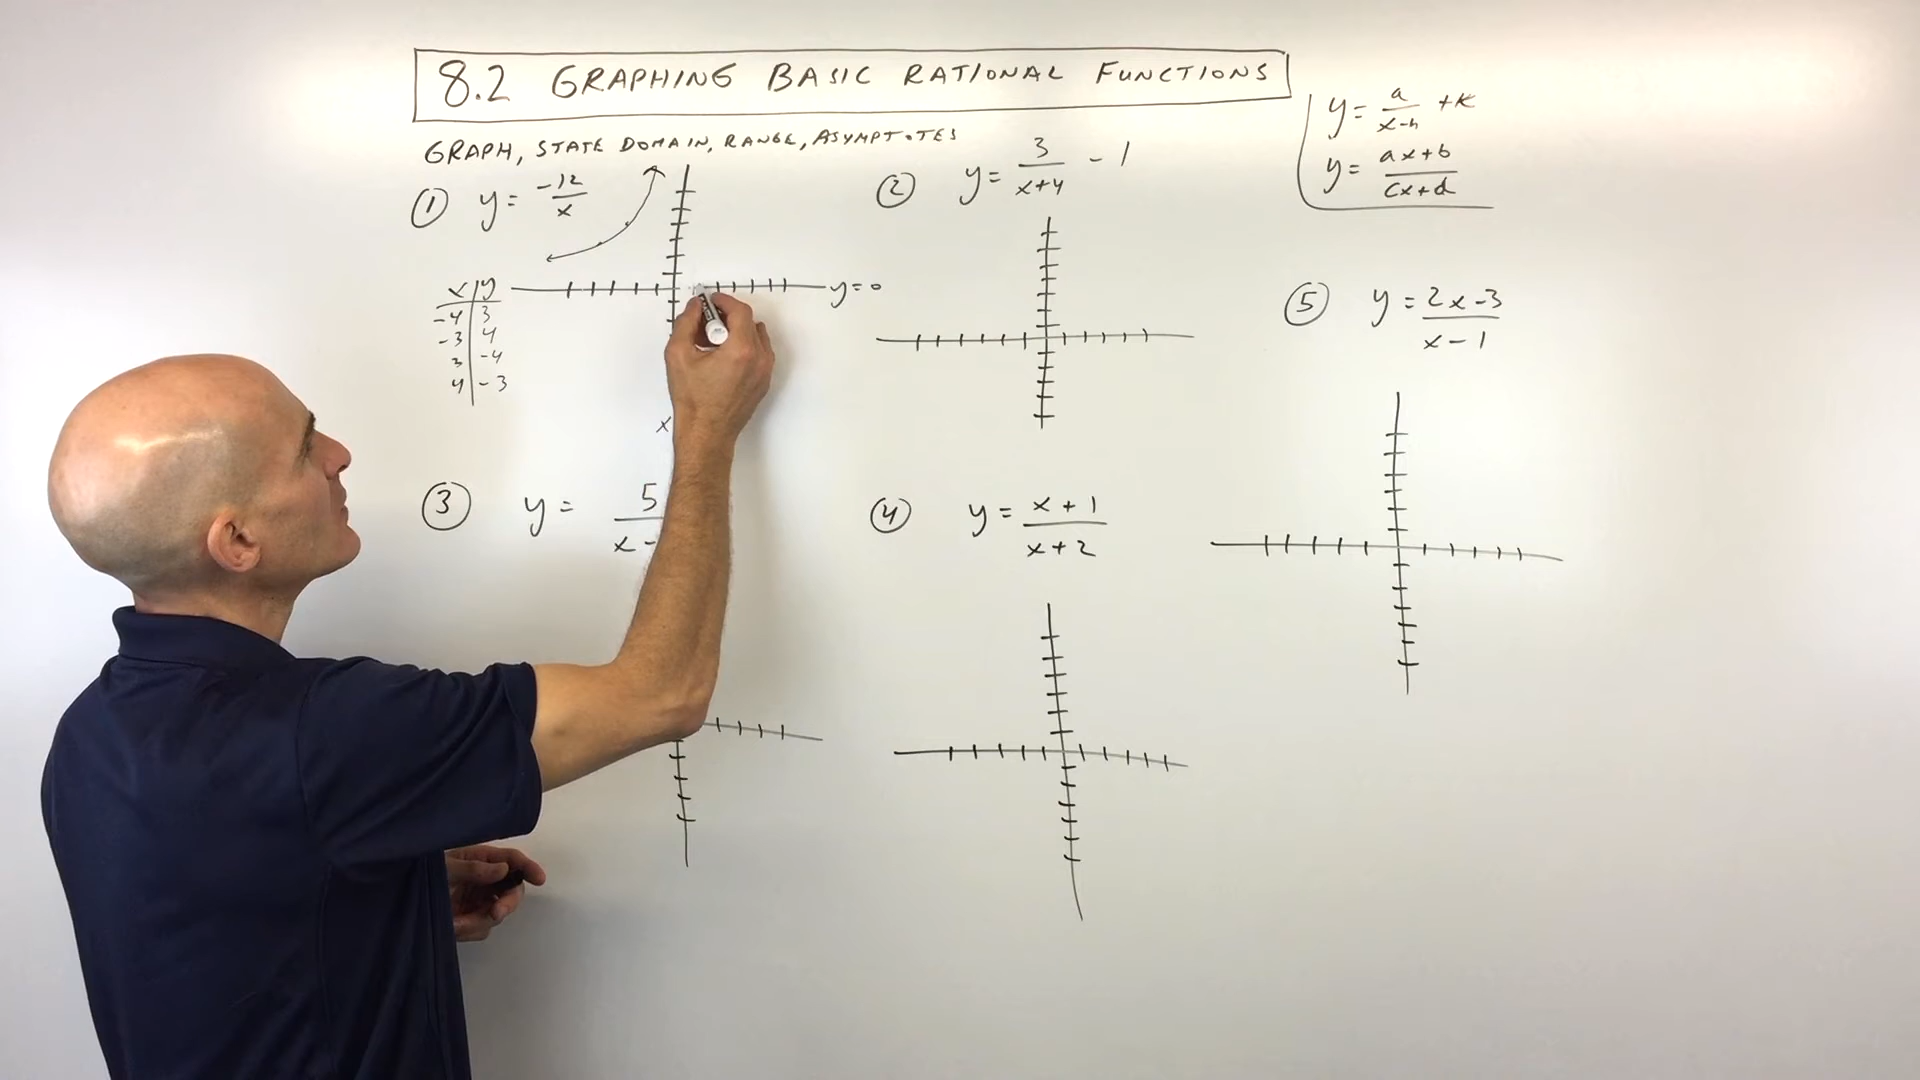 8.2 GRAPHING BASIC RATIONAL FUNCTIONS
y = a/(x-h) + k
y = (ax+b)/(cx+d)
GRAPH, STATE DOMAIN, RANGE, ASYMPTOTES
① y = -12/x
x | y
-4 | 3
-3 | 4
3 | -4
4 | -3
y=0
x
② y = 3/(x+4) - 1
③ y = 5/(x-
④ y = (x+1)/(x+2)
⑤ y = (2x-3)/(x-1)